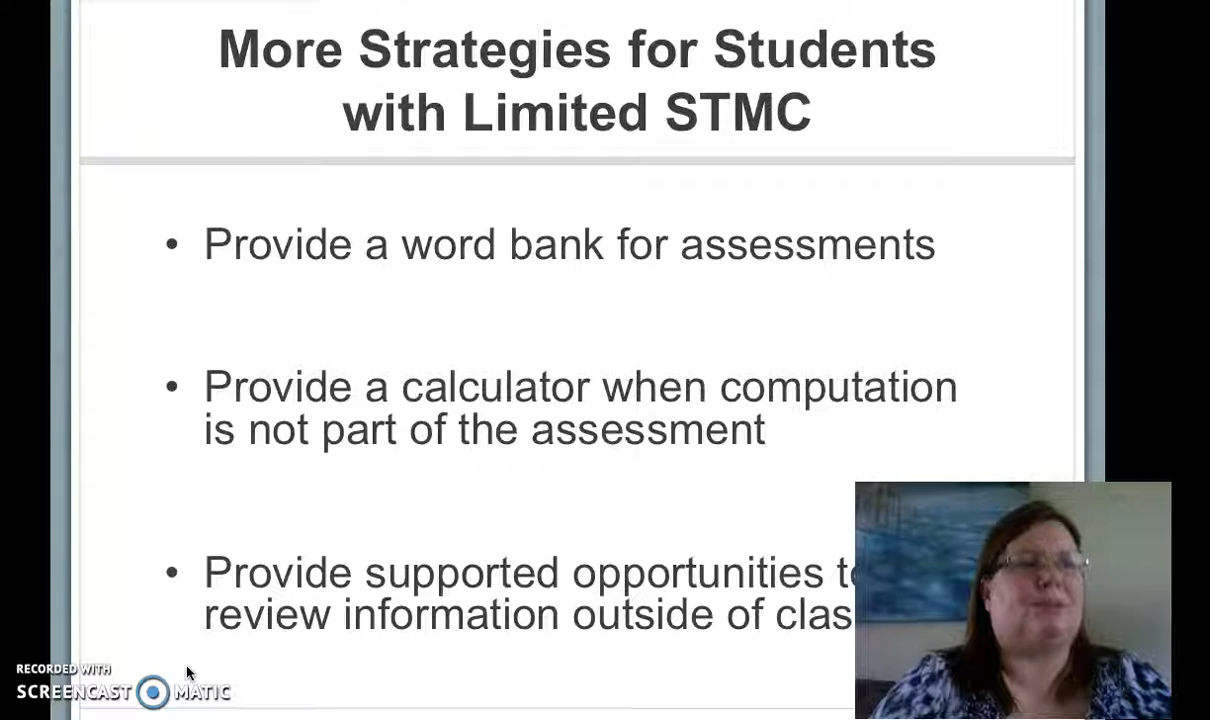 More Strategies for Students
with Limited STMC
• Provide a word bank for assessments
• Provide a calculator when computation
is not part of the assessment
• Provide supported opportunities
review information outside of
RECORDED WITH
SCREENCAST MATIC